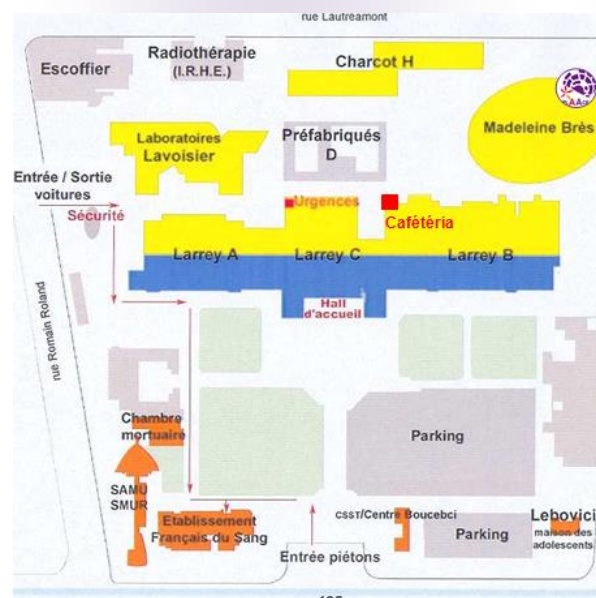 rue Lautréamont
Escoffier
Radiothérapie
(I.R.H.E.)
Charcot H
Laboratoires
Lavoisier
Préfabriqués
D
Madeleine Brès
Entrée / Sortie
voitures
Sécurité
Urgences
Cafétéria
Larrey A
Larrey C
Larrey B
Hall
d'accueil
rue Romain Roland
Chambre
mortuaire
Parking
SAMU
SMUR
Etablissement
Français du Sang
Entrée piétons
CSST/Centre Boucebci
Parking
Lebovici
maison des
adolescents